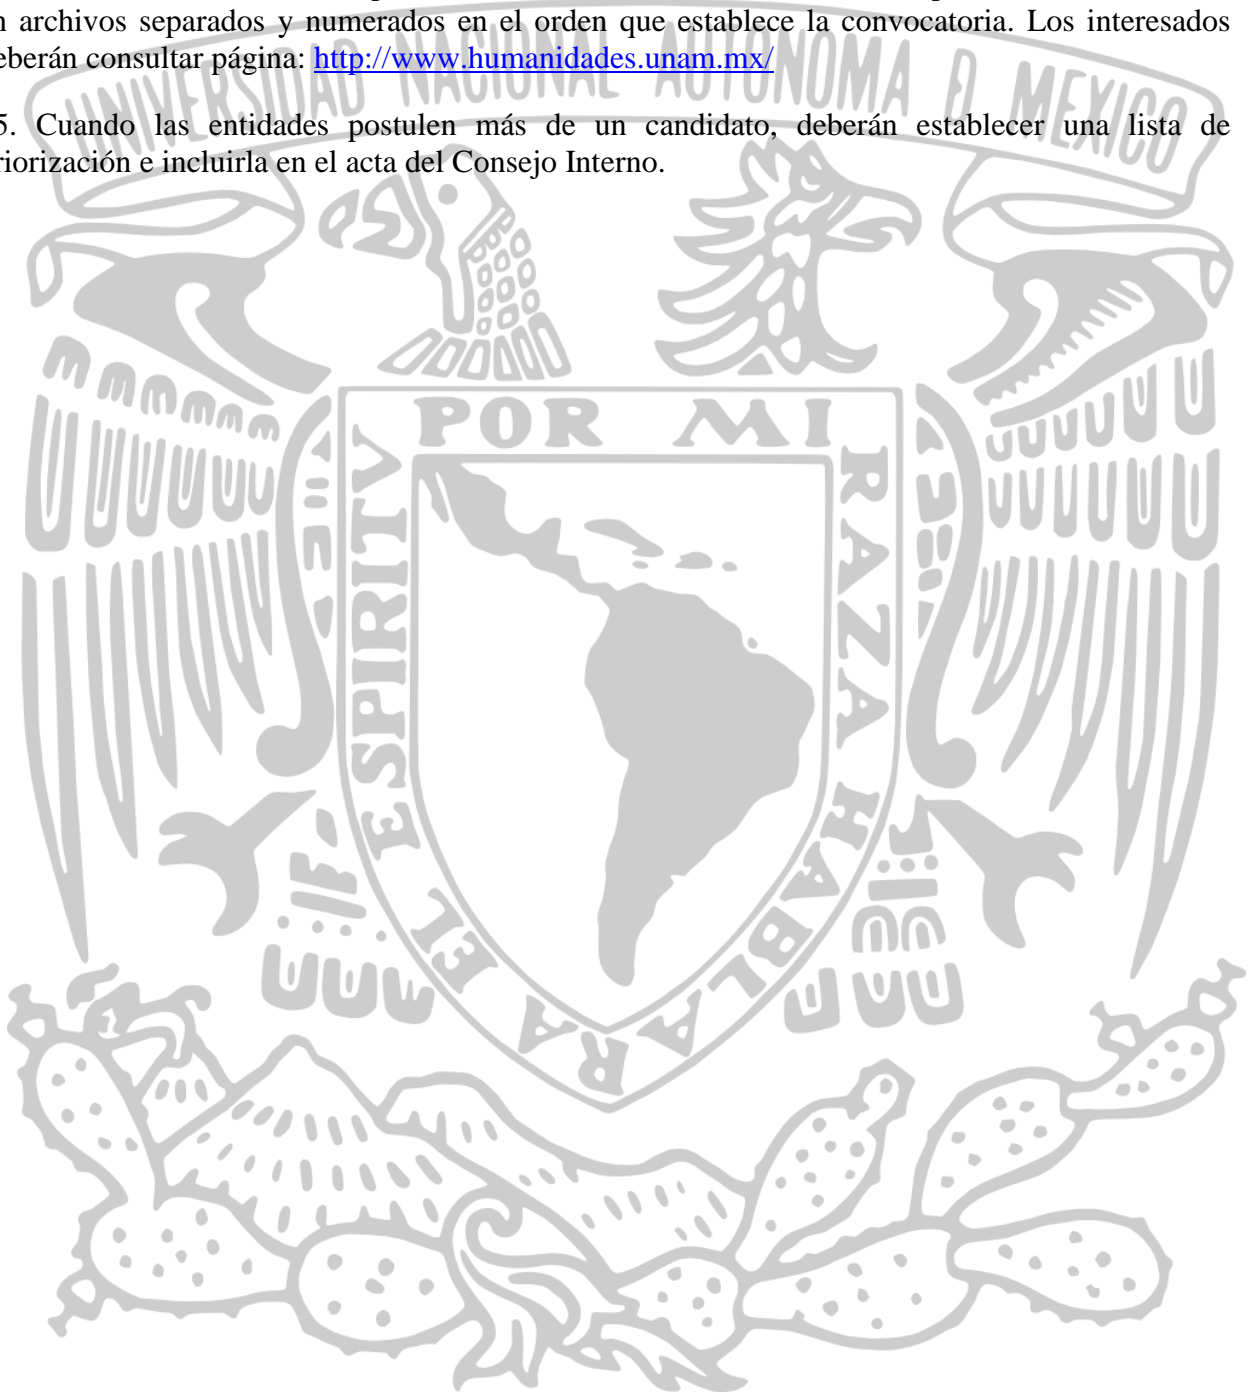 n archivos separados y numerados en el orden que establece la convocatoria. Los interesados
eberán consultar página: http://www.humanidades.unam.mx/
5. Cuando las entidades postulen más de un candidato, deberán establecer una lista de
riorización e incluirla en el acta del Consejo Interno.
UNIVERSIDAD NACIONAL AUTONOMA D MEXICO
POR MI RAZA HABLARA EL ESPIRITV